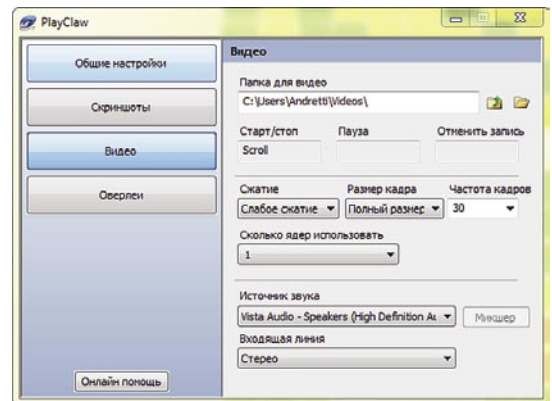 PlayClaw
Общие настройки
Скриншоты
Видео
Оверлеи
Онлайн помощь
Видео
Папка для видео
C:\Users\Andretti\Videos\
Старт/стоп Пауза Отменить запись
Scroll
Сжатие Размер кадра Частота кадров
Слабое сжатие Полный размер 30
Сколько ядер использовать
1
Источник звука
Vista Audio - Speakers (High Definition Au Микшер
Входящая линия
Стерео